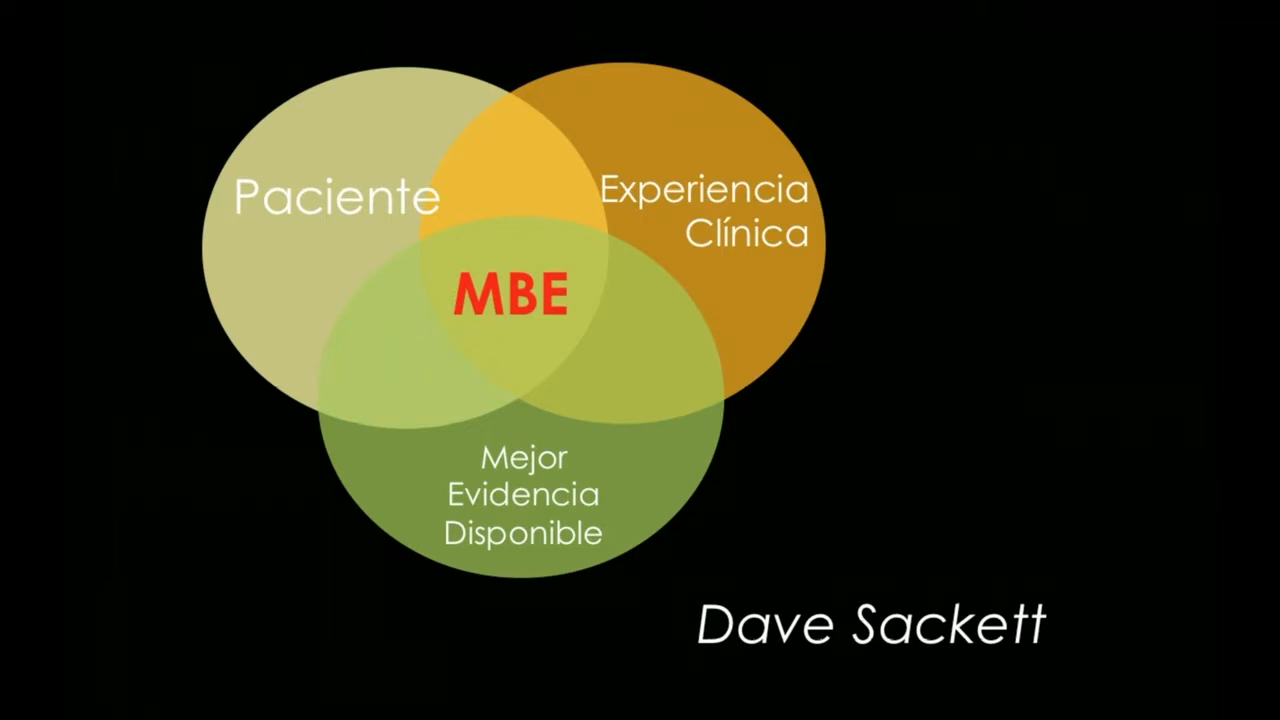 Paciente
Experiencia
Clínica
MBE
Mejor
Evidencia
Disponible
Dave Sackett